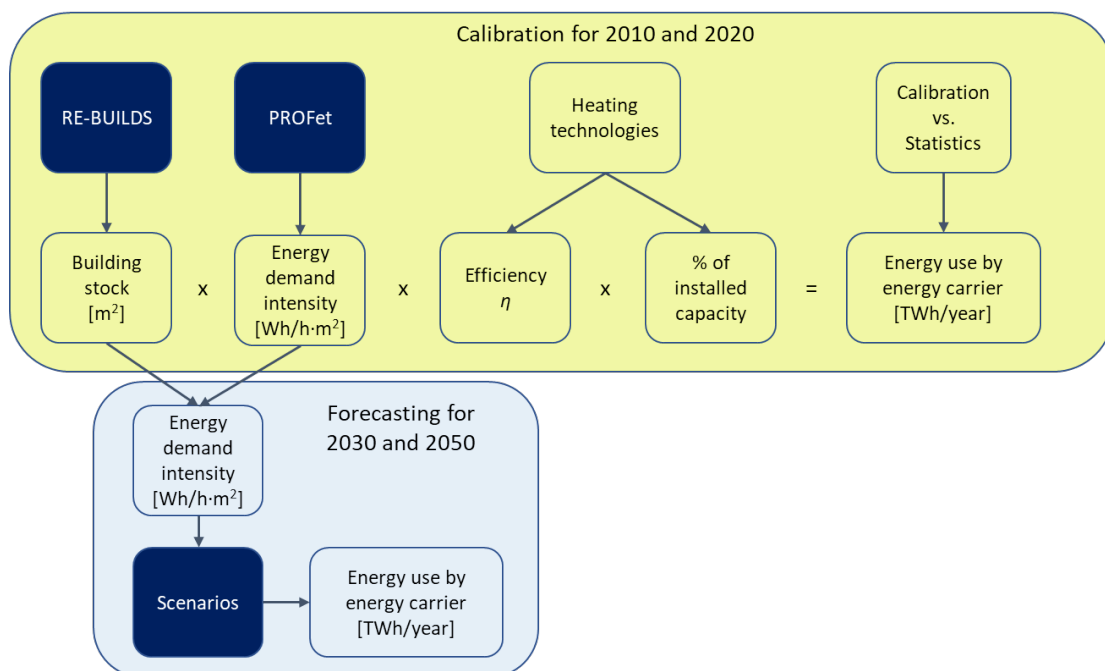 Calibration for 2010 and 2020
RE-BUILDS
PROFet
Heating
technologies
Calibration
vs.
Statistics
Building
stock
[m²]
x
Energy
demand
intensity
[Wh/h·m²]
x
Efficiency
η
x
% of
installed
capacity
=
Energy use by
energy carrier
[TWh/year]
Forecasting for
2030 and 2050
Energy
demand
intensity
[Wh/h·m²]
Scenarios
Energy use by
energy carrier
[TWh/year]